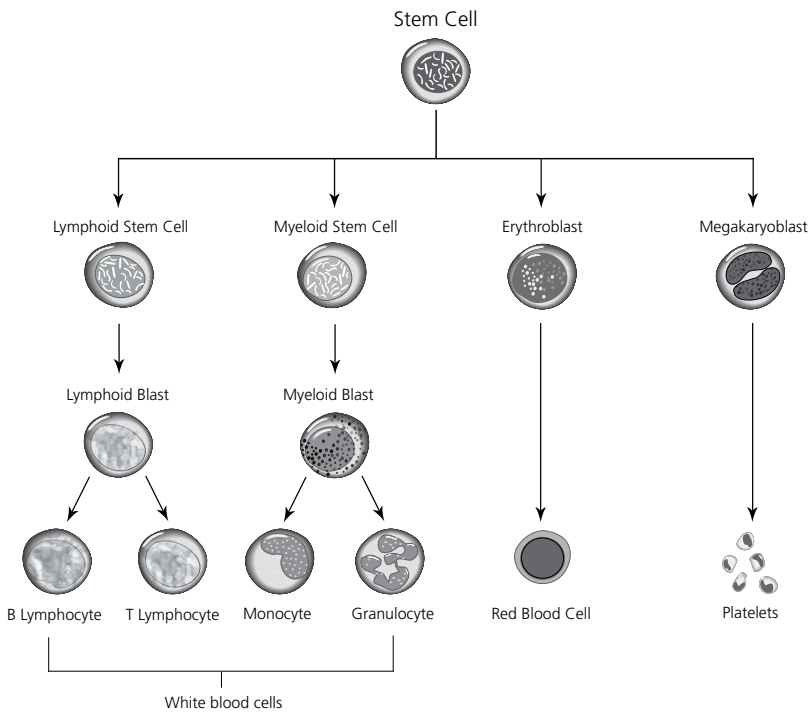 Stem Cell
Lymphoid Stem Cell
Myeloid Stem Cell
Erythroblast
Megakaryoblast
Lymphoid Blast
Myeloid Blast
B Lymphocyte
T Lymphocyte
Monocyte
Granulocyte
Red Blood Cell
Platelets
White blood cells